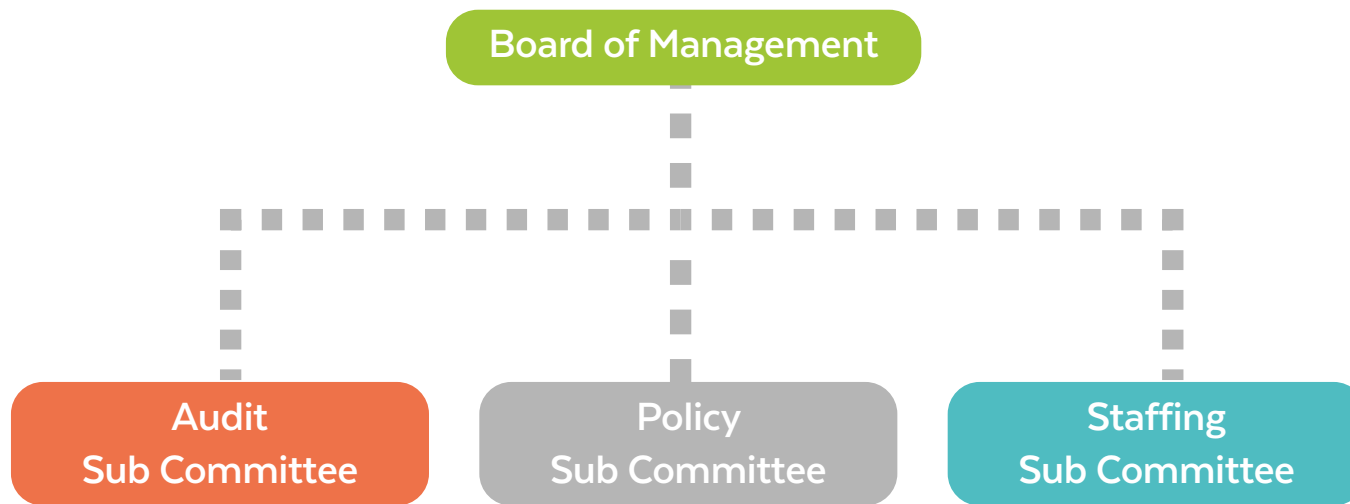 Board of Management
Audit
Sub Committee
Policy
Sub Committee
Staffing
Sub Committee